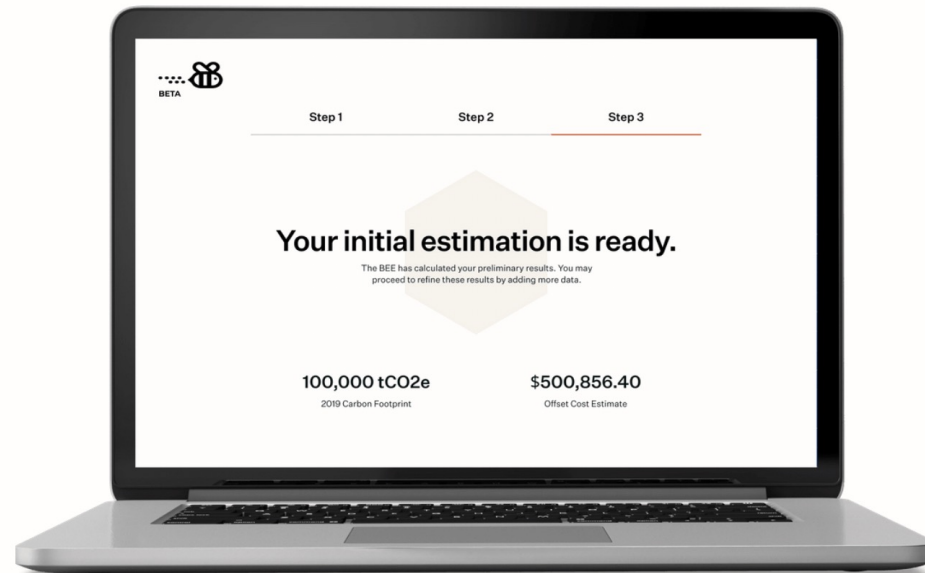 BETA
Step 1
Step 2
Step 3
Your initial estimation is ready.
The BEE has calculated your preliminary results. You may
proceed to refine these results by adding more data.
100,000 tCO2e
$500,856.40
2019 Carbon Footprint
Offset Cost Estimate